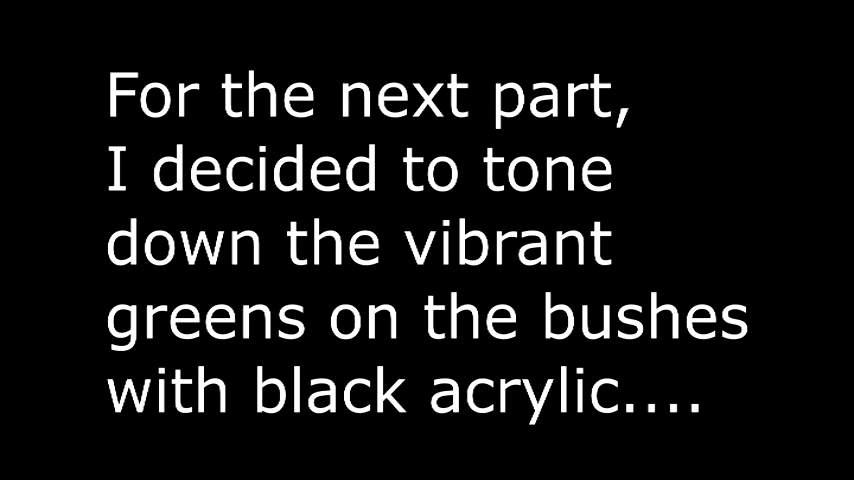 For the next part,
I decided to tone
down the vibrant
greens on the bushes
with black acrylic....